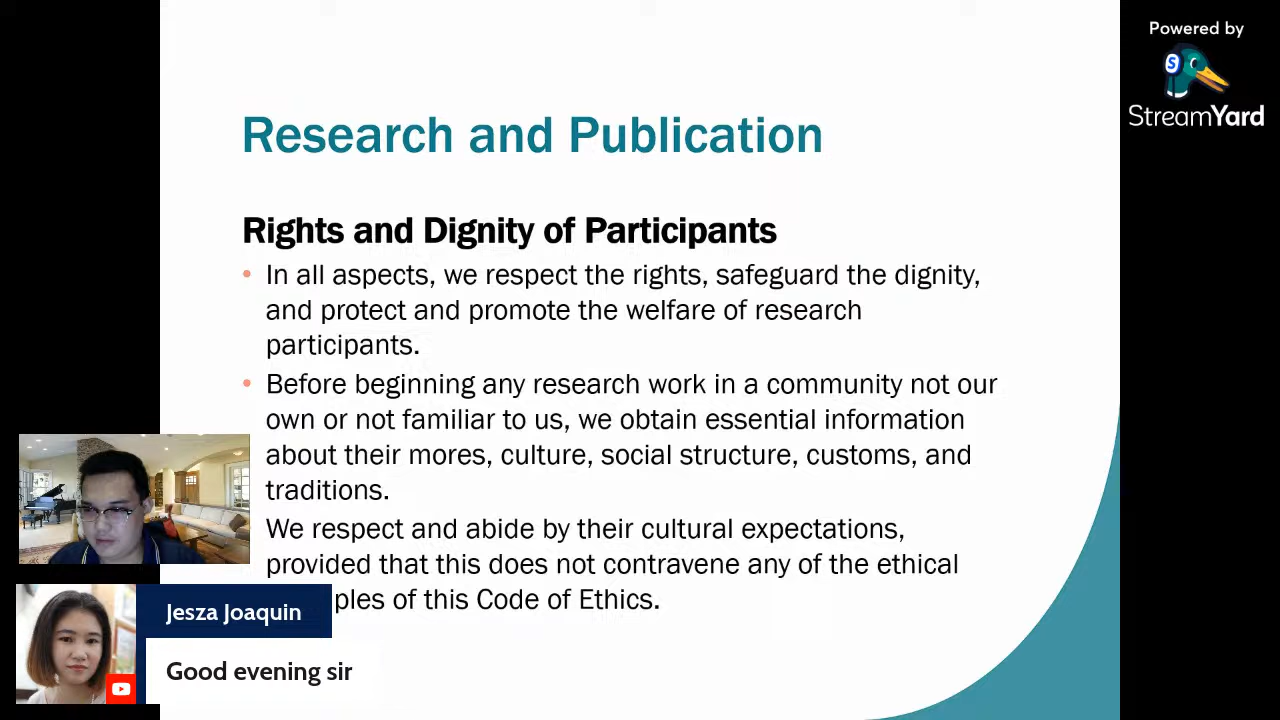 Powered by
S
StreamYard
Research and Publication
Rights and Dignity of Participants
• In all aspects, we respect the rights, safeguard the dignity,
and protect and promote the welfare of research
participants.
• Before beginning any research work in a community not our
own or not familiar to us, we obtain essential information
about their mores, culture, social structure, customs, and
traditions.
We respect and abide by their cultural expectations,
provided that this does not contravene any of the ethical
ples of this Code of Ethics.
Jesza Joaquin
Good evening sir